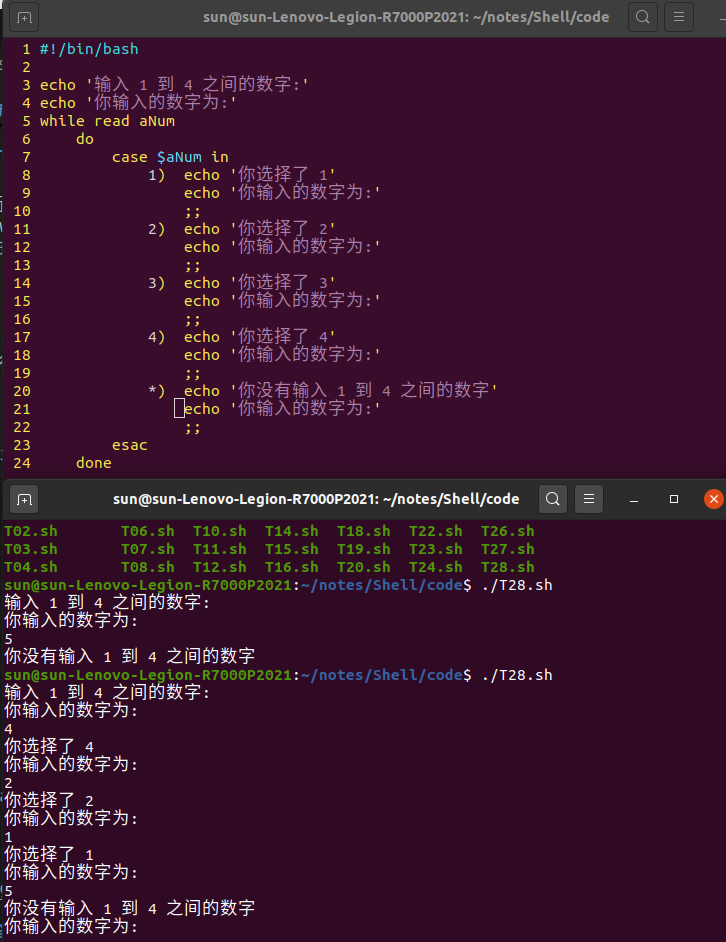 sun@sun-Lenovo-Legion-R7000P2021: ~/notes/Shell/code
1 #!/bin/bash
2
3 echo '输入 1 到 4 之间的数字:'
4 echo '你输入的数字为:'
5 while read aNum
6     do
7         case $aNum in
8             1)  echo '你选择了 1'
9                 echo '你输入的数字为:'
10                 ;;
11             2)  echo '你选择了 2'
12                 echo '你输入的数字为:'
13                 ;;
14             3)  echo '你选择了 3'
15                 echo '你输入的数字为:'
16                 ;;
17             4)  echo '你选择了 4'
18                 echo '你输入的数字为:'
19                 ;;
20             *)  echo '你没有输入 1 到 4 之间的数字'
21                 echo '你输入的数字为:'
22                 ;;
23         esac
24     done
sun@sun-Lenovo-Legion-R7000P2021: ~/notes/Shell/code
T02.sh       T06.sh  T10.sh  T14.sh  T18.sh  T22.sh  T26.sh
T03.sh       T07.sh  T11.sh  T15.sh  T19.sh  T23.sh  T27.sh
T04.sh       T08.sh  T12.sh  T16.sh  T20.sh  T24.sh  T28.sh
sun@sun-Lenovo-Legion-R7000P2021:~/notes/Shell/code$ ./T28.sh
输入 1 到 4 之间的数字:
你输入的数字为:
5
你没有输入 1 到 4 之间的数字
sun@sun-Lenovo-Legion-R7000P2021:~/notes/Shell/code$ ./T28.sh
输入 1 到 4 之间的数字:
你输入的数字为:
4
你选择了 4
你输入的数字为:
2
你选择了 2
你输入的数字为:
1
你选择了 1
你输入的数字为:
5
你没有输入 1 到 4 之间的数字
你输入的数字为: